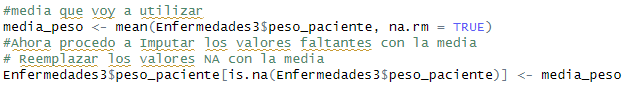 #media que voy a utilizar
media_peso <- mean(Enfermedades3$peso_paciente, na.rm = TRUE)
#Ahora procedo a Imputar los valores faltantes con la media
# Reemplazar los valores NA con la media
Enfermedades3$peso_paciente[is.na(Enfermedades3$peso_paciente)] <- media_peso